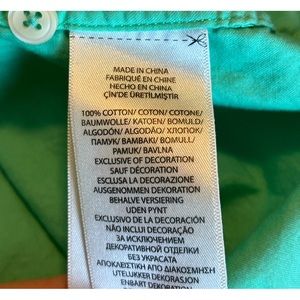 MADE IN CHINA
FABRIQUÉ EN CHINE
HECHO EN CHINA
ÇİN'DE ÜRETİLMİŞTİR
100% COTTON/ COTON/ COTONE/
BAUMWOLLE/ KATOEN/ BOMULD/
ALGODÓN/ ALGODÃO/ ХЛОПОК/
ПАМУК/ BAMBAKI/ BOMULL/
PAMUK/ BAVLNA
EXCLUSIVE OF DECORATION
SAUF DÉCORATION
ESCLUSA LA DECORAZIONE
AUSGENOMMEN DEKORATION
BEHALVE VERSIERING
UDEN PYNT
EXCLUSIVO DE LA DECORACIÓN
NÃO INCLUI DECORAÇÃO
ЗА ИСКЛЮЧЕНИЕМ
ДЕКОРАТИВНОЙ ОТДЕЛКИ
БЕЗ УКРАСАТА
ΑΠΟΚΛΕΙΣΤΙΚΗ ΑΠΟ ΔΙΑΚΟΣΜΗΣΗ
UTELUKKER DEKORASJON
ENBART DEKORATION